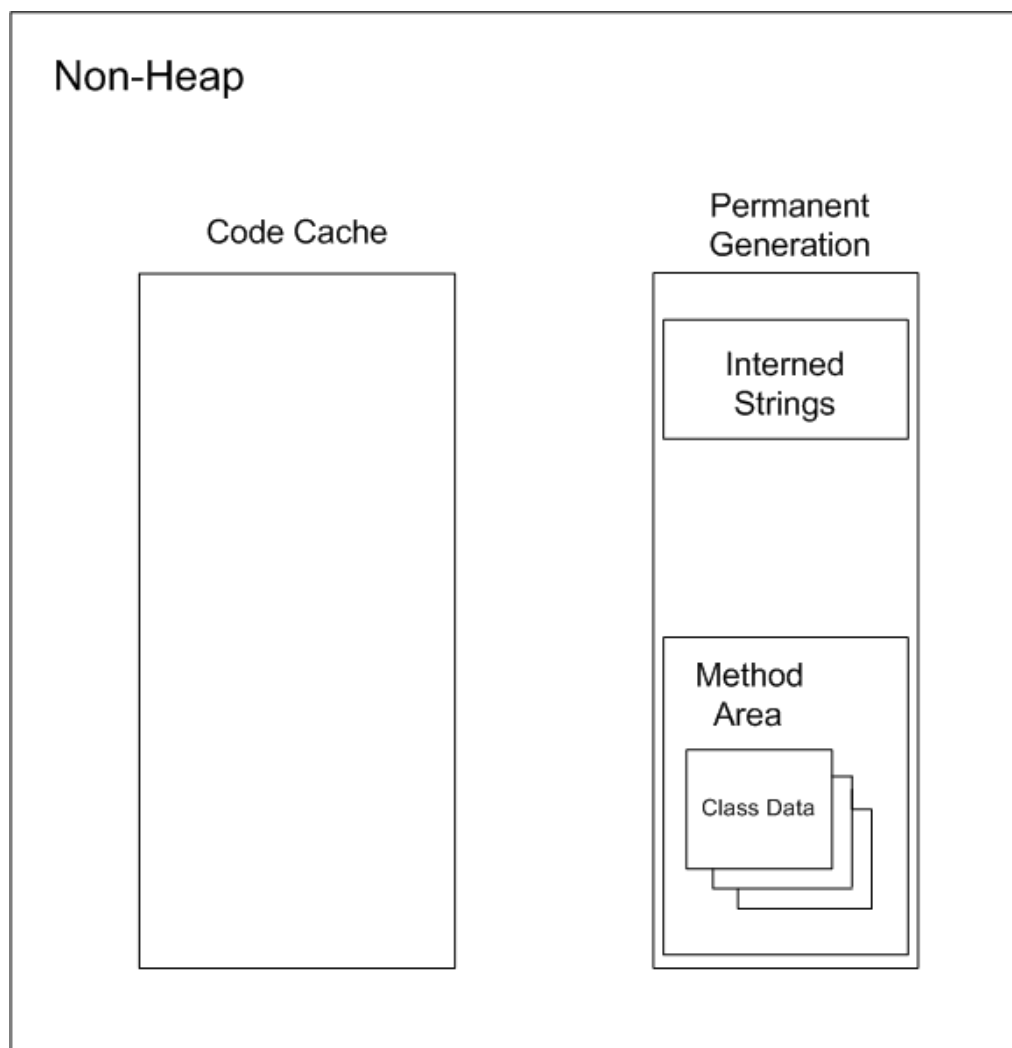 Non-Heap
Code Cache
Permanent
Generation
Interned
Strings
Method
Area
Class Data